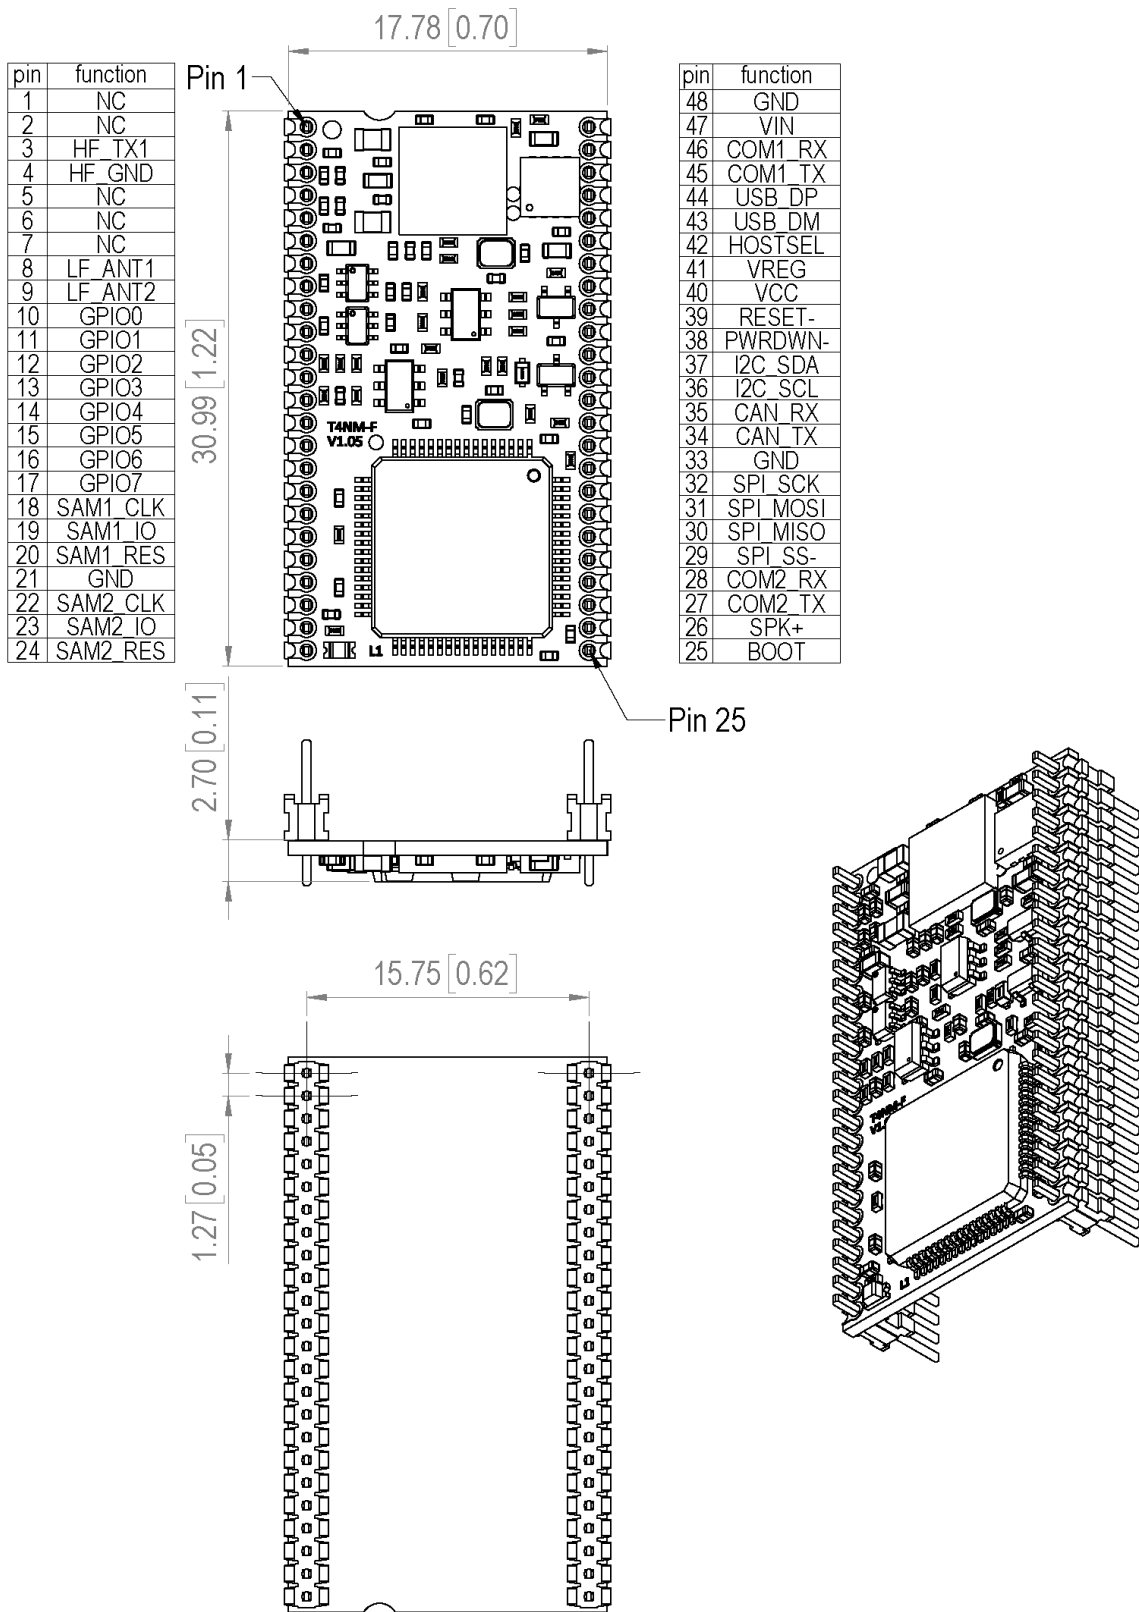 17.78 [0.70]
Pin 1
pin function
1 NC
2 NC
3 HF_TX1
4 HF_GND
5 NC
6 NC
7 NC
8 LF_ANT1
9 LF_ANT2
10 GPIO0
11 GPIO1
12 GPIO2
13 GPIO3
14 GPIO4
15 GPIO5
16 GPIO6
17 GPIO7
18 SAM1_CLK
19 SAM1_IO
20 SAM1_RES
21 GND
22 SAM2_CLK
23 SAM2_IO
24 SAM2_RES
30.99 [1.22]
T4NM-F
V1.05
L1
pin function
48 GND
47 VIN
46 COM1_RX
45 COM1_TX
44 USB_DP
43 USB_DM
42 HOSTSEL
41 VREG
40 VCC
39 RESET-
38 PWRDWN-
37 I2C_SDA
36 I2C_SCL
35 CAN_RX
34 CAN_TX
33 GND
32 SPI_SCK
31 SPI_MOSI
30 SPI_MISO
29 SPI_SS-
28 COM2_RX
27 COM2_TX
26 SPK+
25 BOOT
Pin 25
2.70 [0.11]
15.75 [0.62]
1.27 [0.05]
T4NM-F
L1